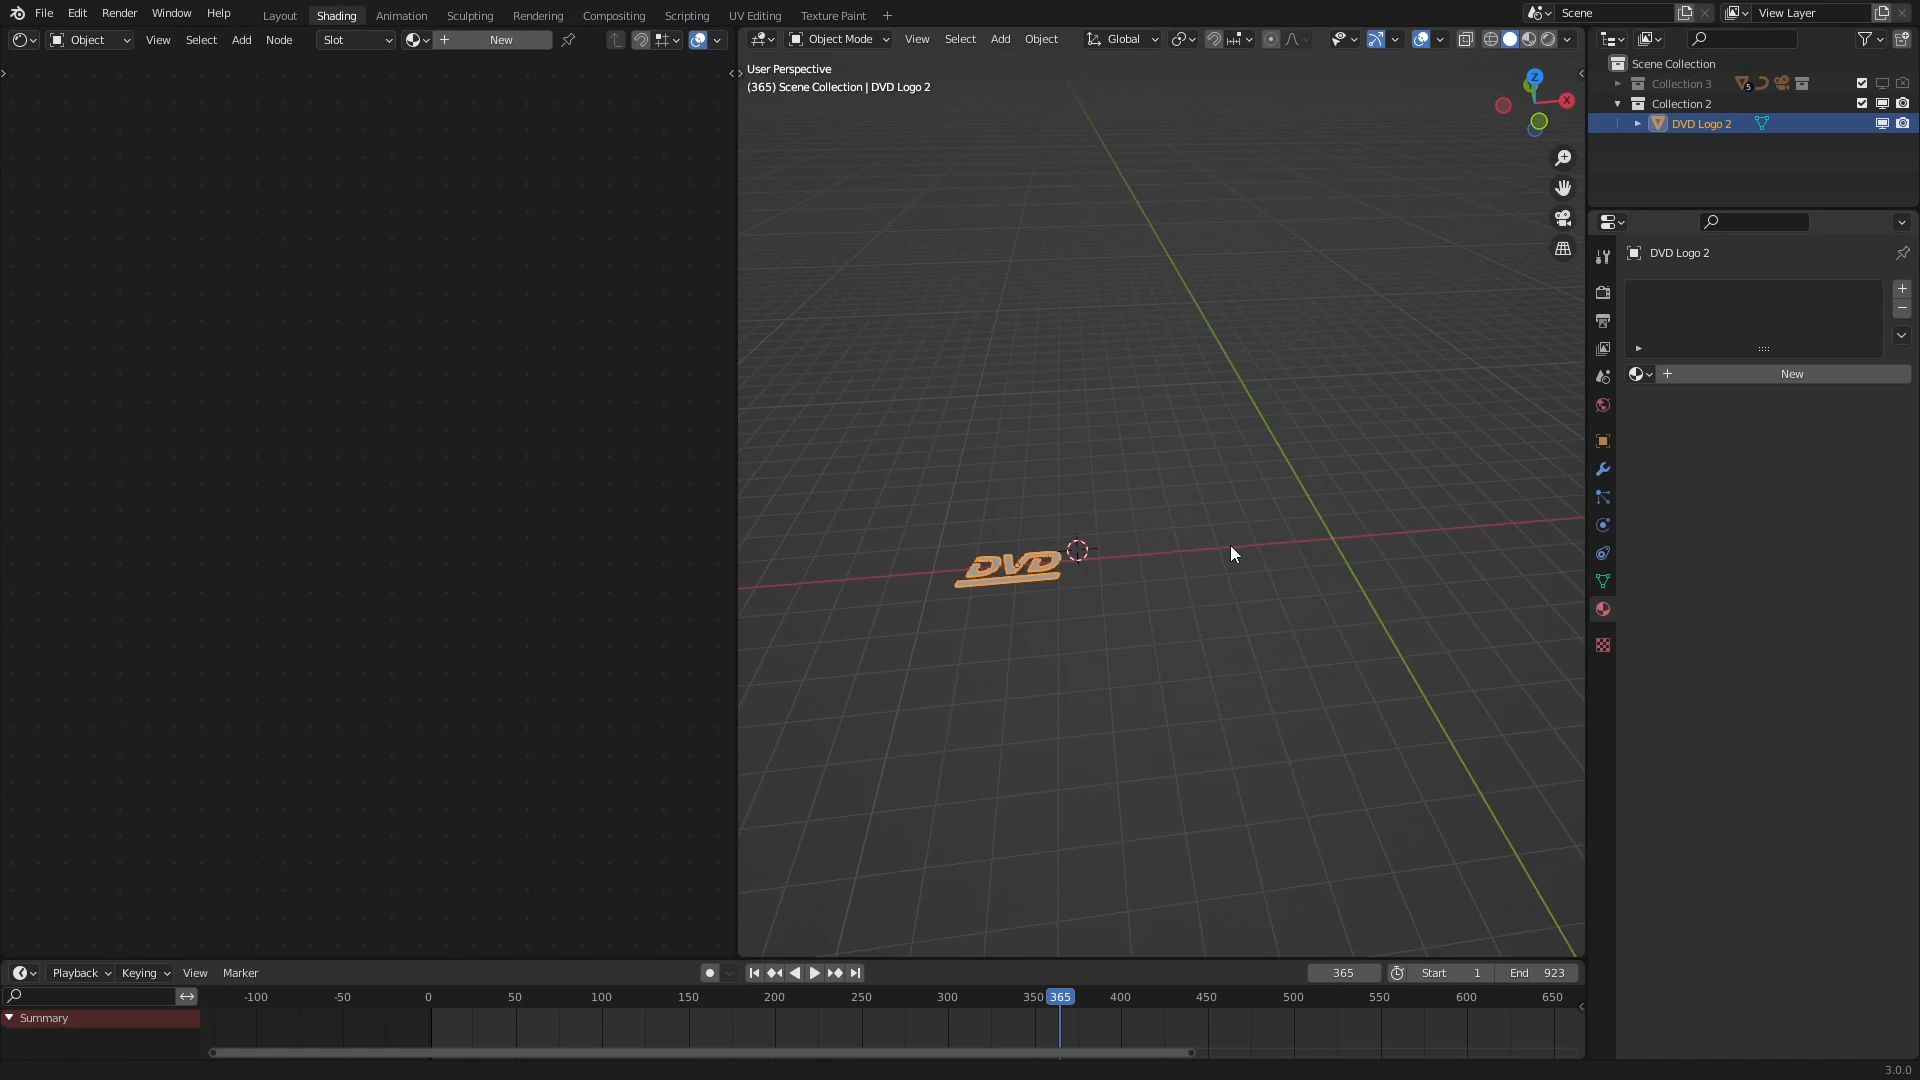 File Edit Render Window Help Layout Shading Animation Sculpting Rendering Compositing Scripting UV Editing Texture Paint + Scene View Layer
Object View Select Add Node Slot New
Object Mode View Select Add Object Global
User Perspective
(365) Scene Collection | DVD Logo 2
Z
Y
X
DVD
Scene Collection
Collection 3 5
Collection 2
DVD Logo 2
DVD Logo 2
New
Playback Keying View Marker 365 Start 1 End 923
-100 -50 0 50 100 150 200 250 300 350 365 400 450 500 550 600 650
Summary
3.0.0